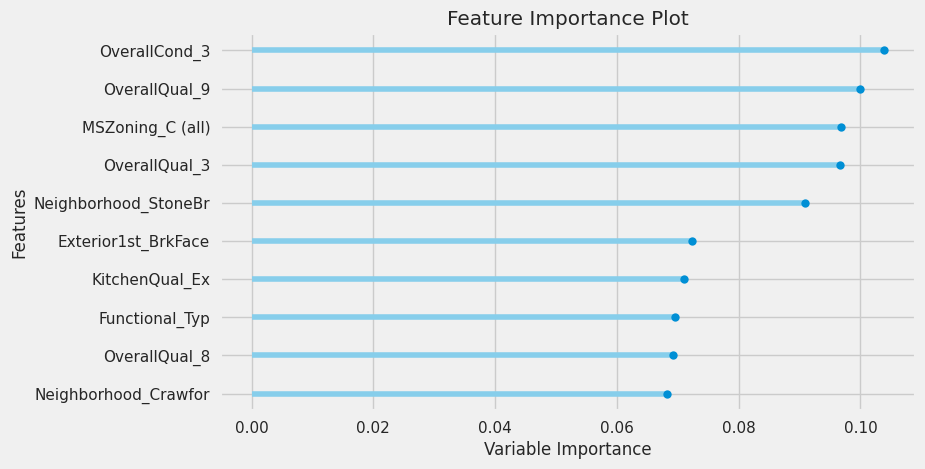 Feature Importance Plot
Features
OverallCond_3
OverallQual_9
MSZoning_C (all)
OverallQual_3
Neighborhood_StoneBr
Exterior1st_BrkFace
KitchenQual_Ex
Functional_Typ
OverallQual_8
Neighborhood_Crawfor
0.00 0.02 0.04 0.06 0.08 0.10
Variable Importance